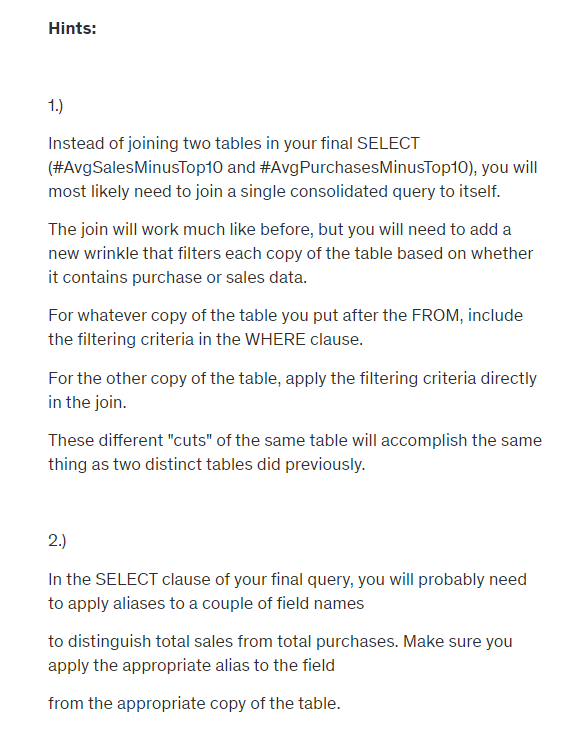 Hints:
1.)
Instead of joining two tables in your final SELECT
(#AvgSalesMinusTop10 and #AvgPurchasesMinusTop10), you will
most likely need to join a single consolidated query to itself.
The join will work much like before, but you will need to add a
new wrinkle that filters each copy of the table based on whether
it contains purchase or sales data.
For whatever copy of the table you put after the FROM, include
the filtering criteria in the WHERE clause.
For the other copy of the table, apply the filtering criteria directly
in the join.
These different "cuts" of the same table will accomplish the same
thing as two distinct tables did previously.
2.)
In the SELECT clause of your final query, you will probably need
to apply aliases to a couple of field names
to distinguish total sales from total purchases. Make sure you
apply the appropriate alias to the field
from the appropriate copy of the table.